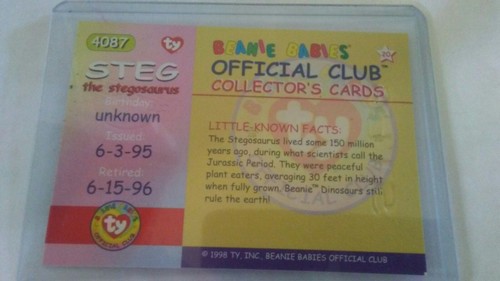 4087
ty
STEG
the stegosaurus
Birthday:
unknown
Issued:
6-3-95
Retired:
6-15-96
ty
OFFICIAL CLUB
BEANIE BABIES®
OFFICIAL CLUB™
COLLECTOR'S CARDS
LITTLE-KNOWN FACTS:
The Stegosaurus lived some 150 million
years ago, during what scientists call the
Jurassic Period. They were peaceful
plant eaters, averaging 30 feet in height
when fully grown. Beanie™ Dinosaurs still
rule the earth!
© 1998 TY, INC. BEANIE BABIES OFFICIAL CLUB